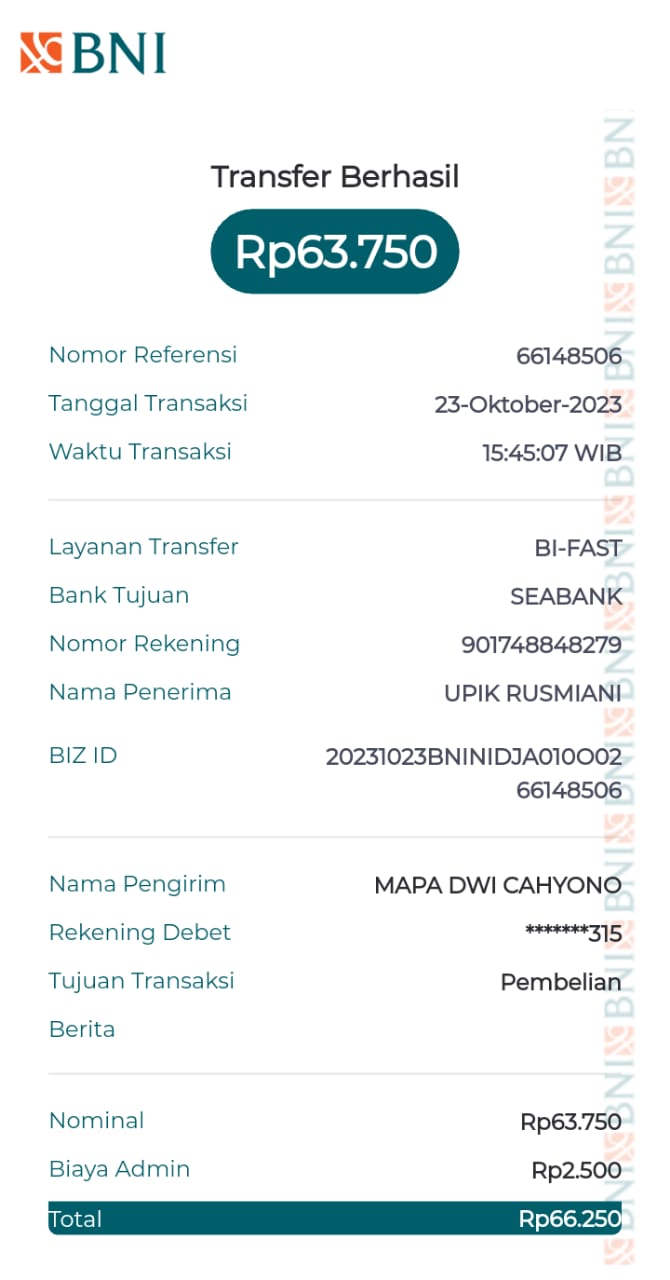 BNI
Transfer Berhasil
Rp63.750
Nomor Referensi 66148506
Tanggal Transaksi 23-Oktober-2023
Waktu Transaksi 15:45:07 WIB
Layanan Transfer BI-FAST
Bank Tujuan SEABANK
Nomor Rekening 901748848279
Nama Penerima UPIK RUSMIANI
BIZ ID 20231023BNINIDJA010O02
66148506
Nama Pengirim MAPA DWI CAHYONO
Rekening Debet *******315
Tujuan Transaksi Pembelian
Berita
Nominal Rp63.750
Biaya Admin Rp2.500
Total Rp66.250
BNI BNI BNI BNI BNI BNI BNI BNI BNI BNI BNI